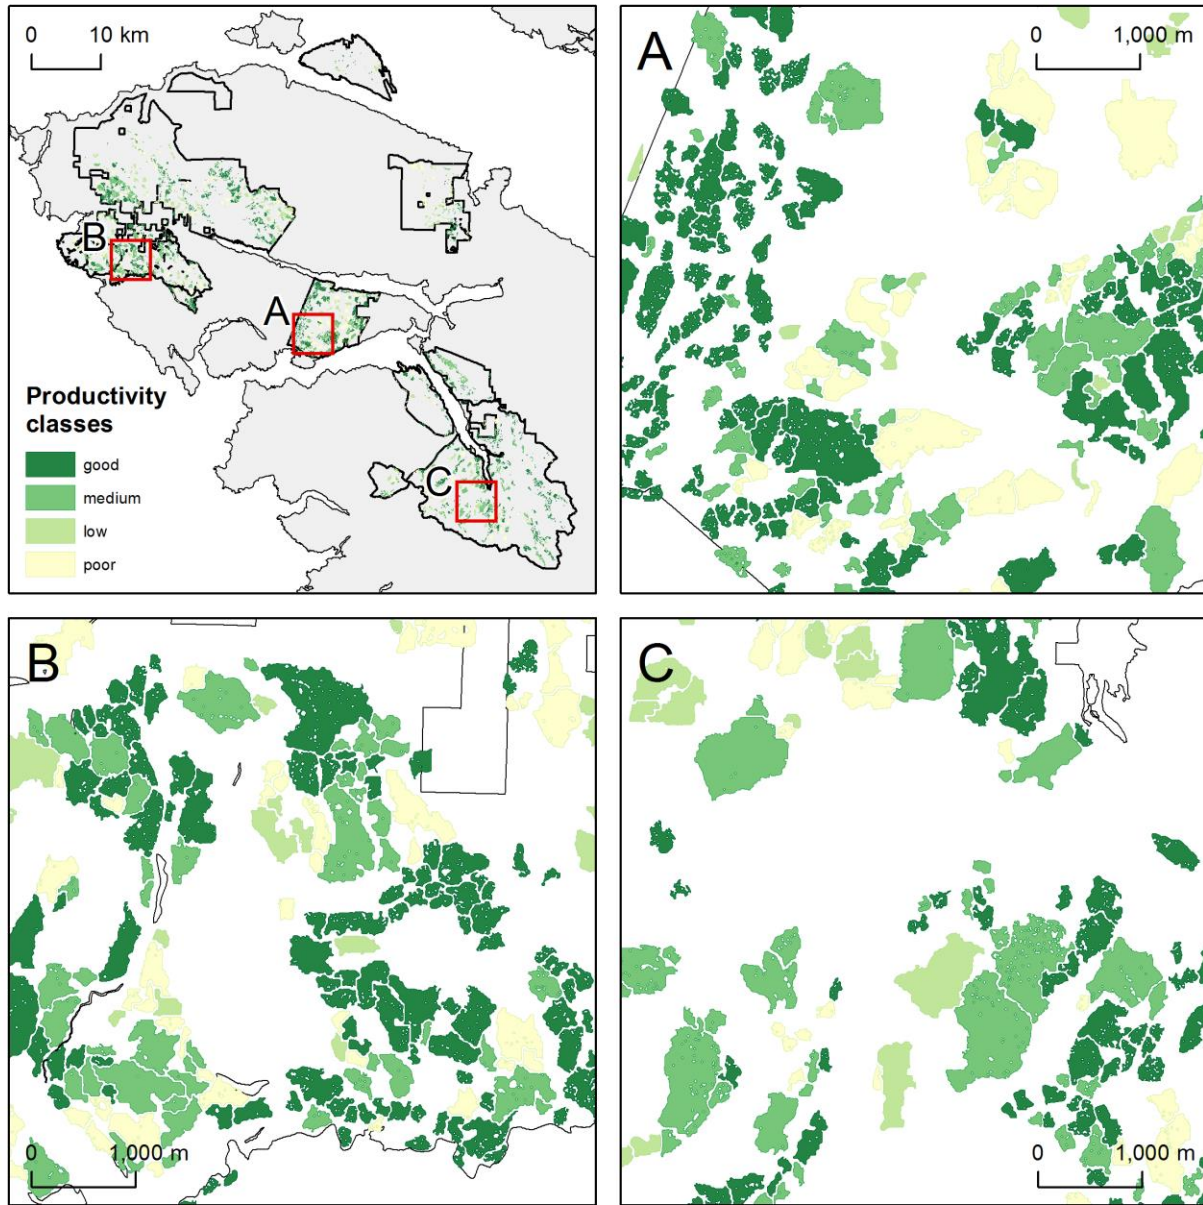 0 10 km
B
A
C
Productivity
classes
good
medium
low
poor
A
0 1,000 m
B
0 1,000 m
C
0 1,000 m